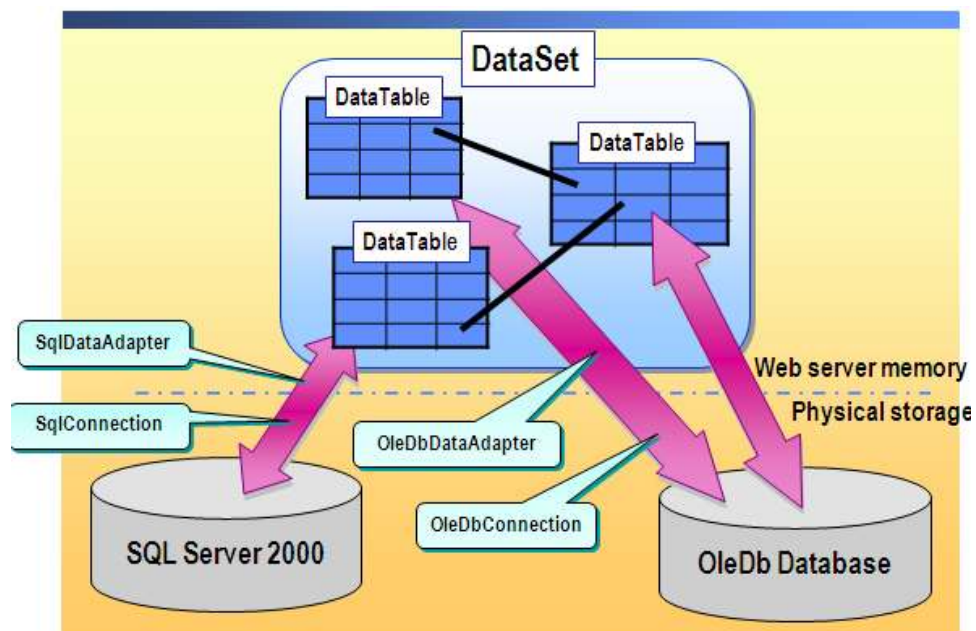 DataSet
DataTable
DataTable
DataTable
SqlDataAdapter
Web server memory
SqlConnection
Physical storage
OleDbDataAdapter
OleDbConnection
SQL Server 2000
OleDb Database